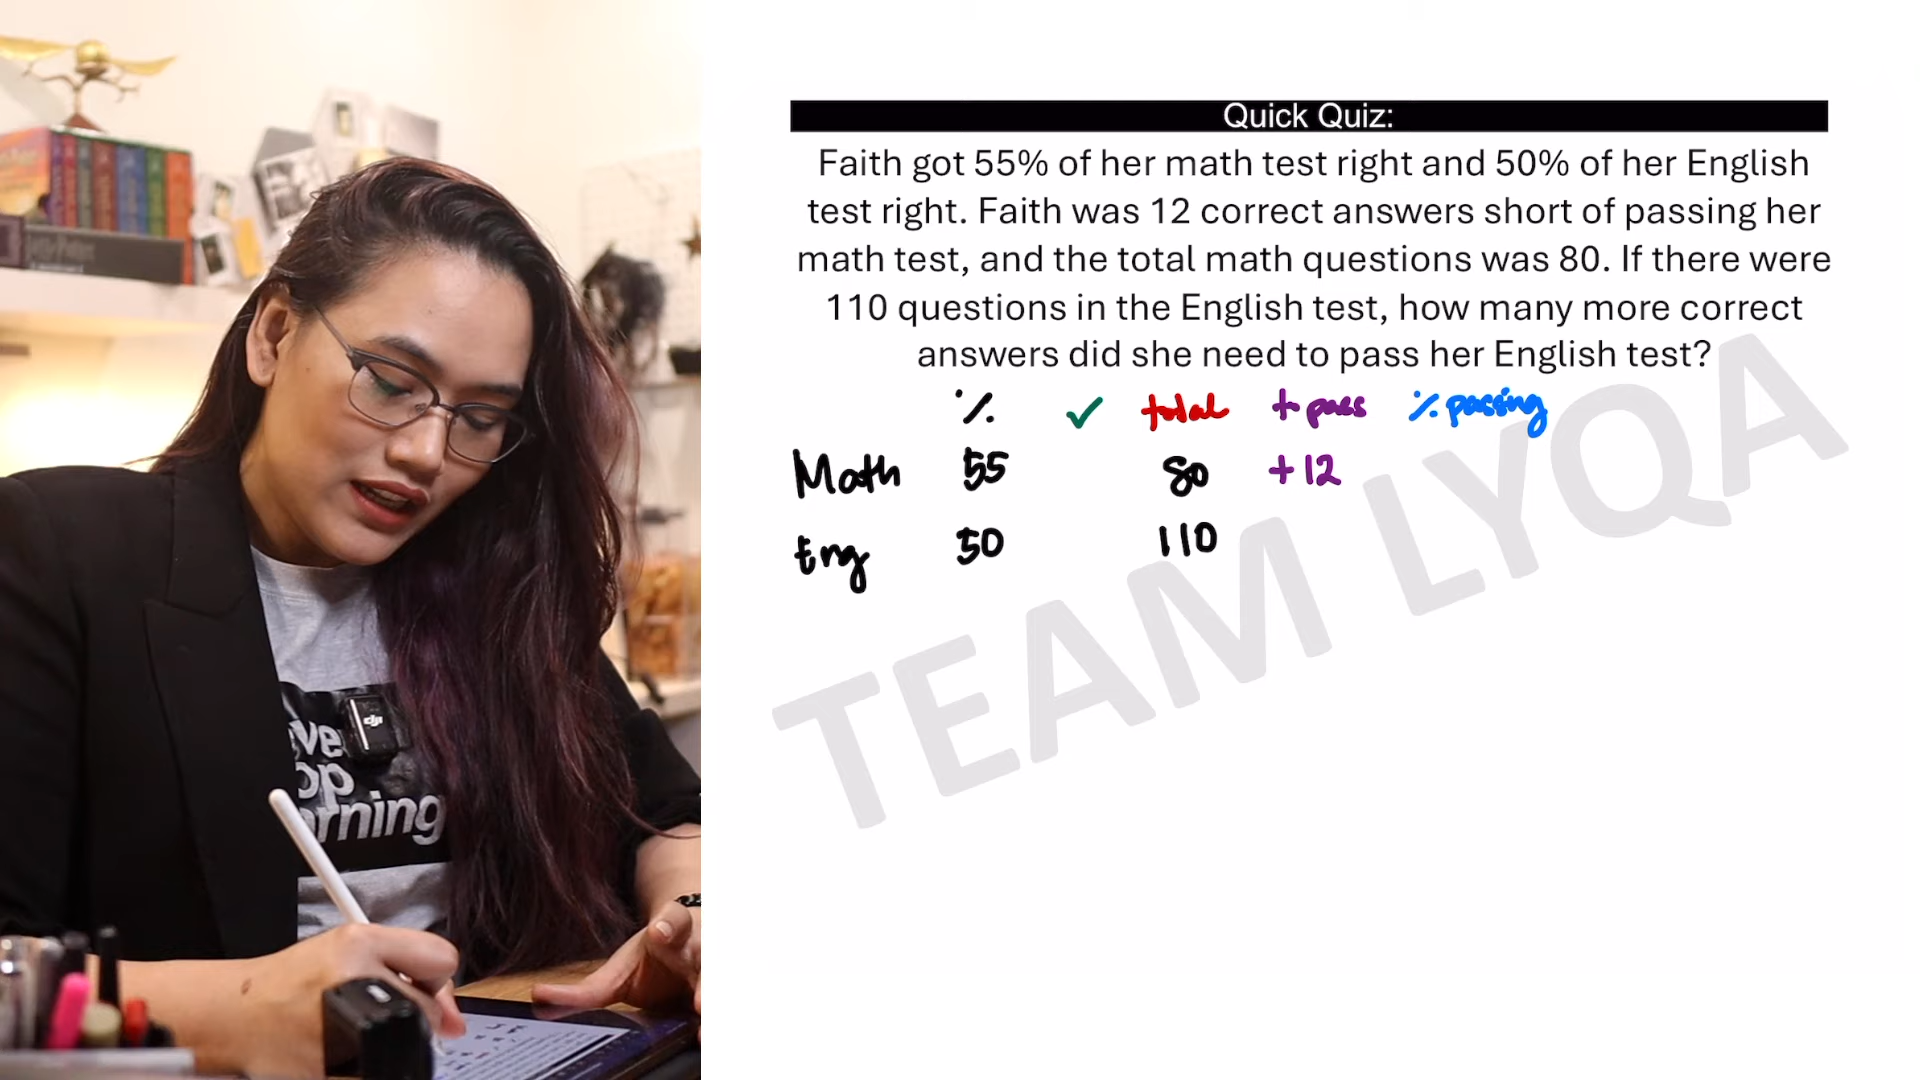 Quick Quiz:
Faith got 55% of her math test right and 50% of her English
test right. Faith was 12 correct answers short of passing her
math test, and the total math questions was 80. If there were
110 questions in the English test, how many more correct
answers did she need to pass her English test?
% ✓ total + pass % passing
Math 55 80 +12
Eng 50 110
TEAM LYQA
dji